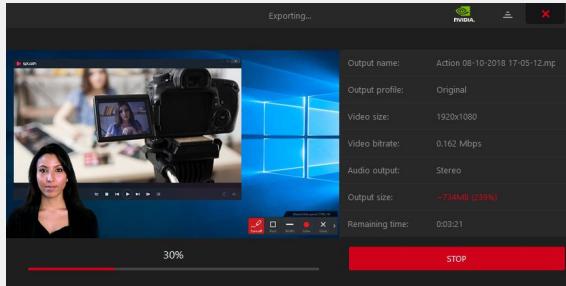 Exporting...
NVIDIA.
splash
Output name: Action 08-10-2018 17-05-12.mp
Output profile: Original
Video size: 1920x1080
Video bitrate: 0.162 Mbps
Audio output: Stereo
Output size: ~734MB (239%)
Remaining time: 0:03:21
30%
STOP